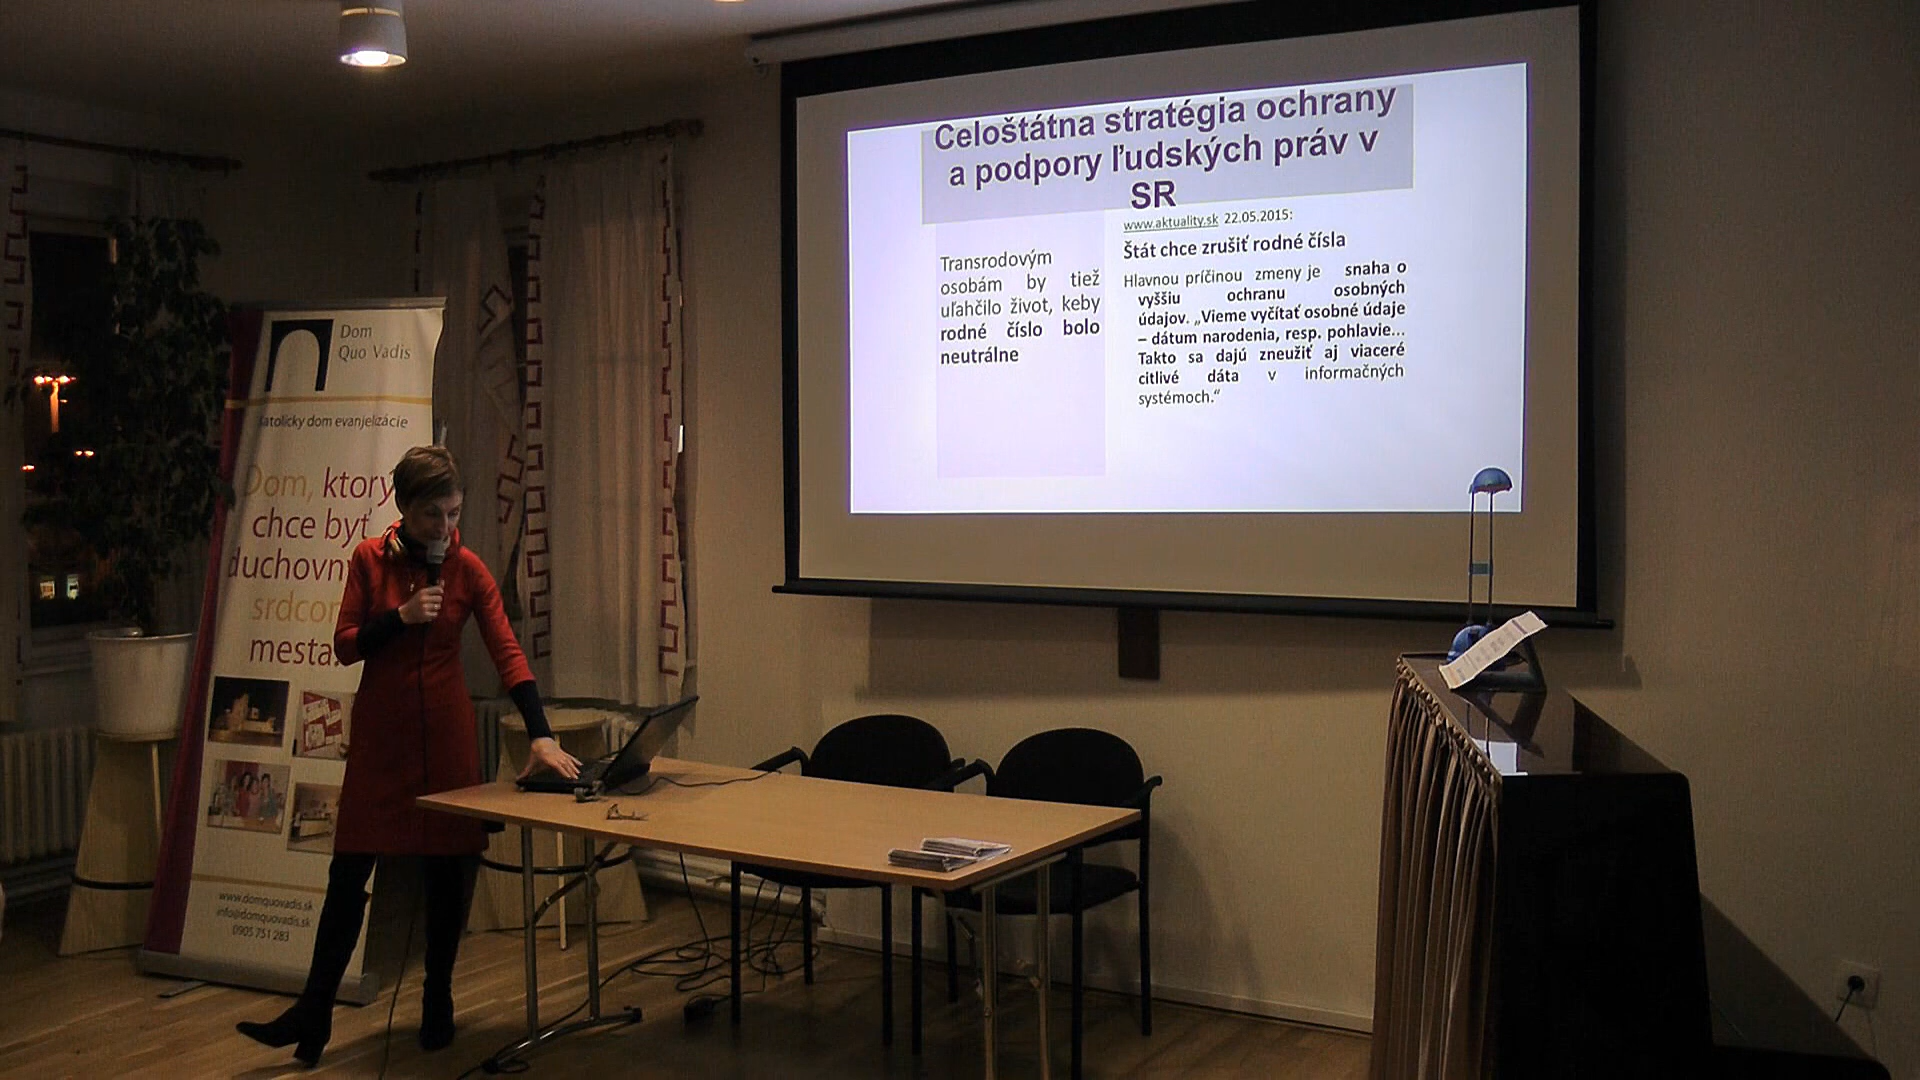 Celoštátna stratégia ochrany
a podpory ľudských práv v
SR
Transrodovým
osobám by tiež
uľahčilo život, keby
rodné číslo bolo
neutrálne
www.aktuality.sk 22.05.2015:
Štát chce zrušiť rodné čísla
Hlavnou príčinou zmeny je snaha o
vyššiu ochranu osobných
údajov. „Vieme vyčítať osobné údaje
– dátum narodenia, resp. pohlavie...
Takto sa dajú zneužiť aj viaceré
citlivé dáta v informačných
systémoch.“
Dom
Quo Vadis
katolícky dom evanjelizácie
Dom, ktorý
chce byť
duchovn
srdco
mesta.
www.domquovadis.sk
info@domquovadis.sk
0905 751 283